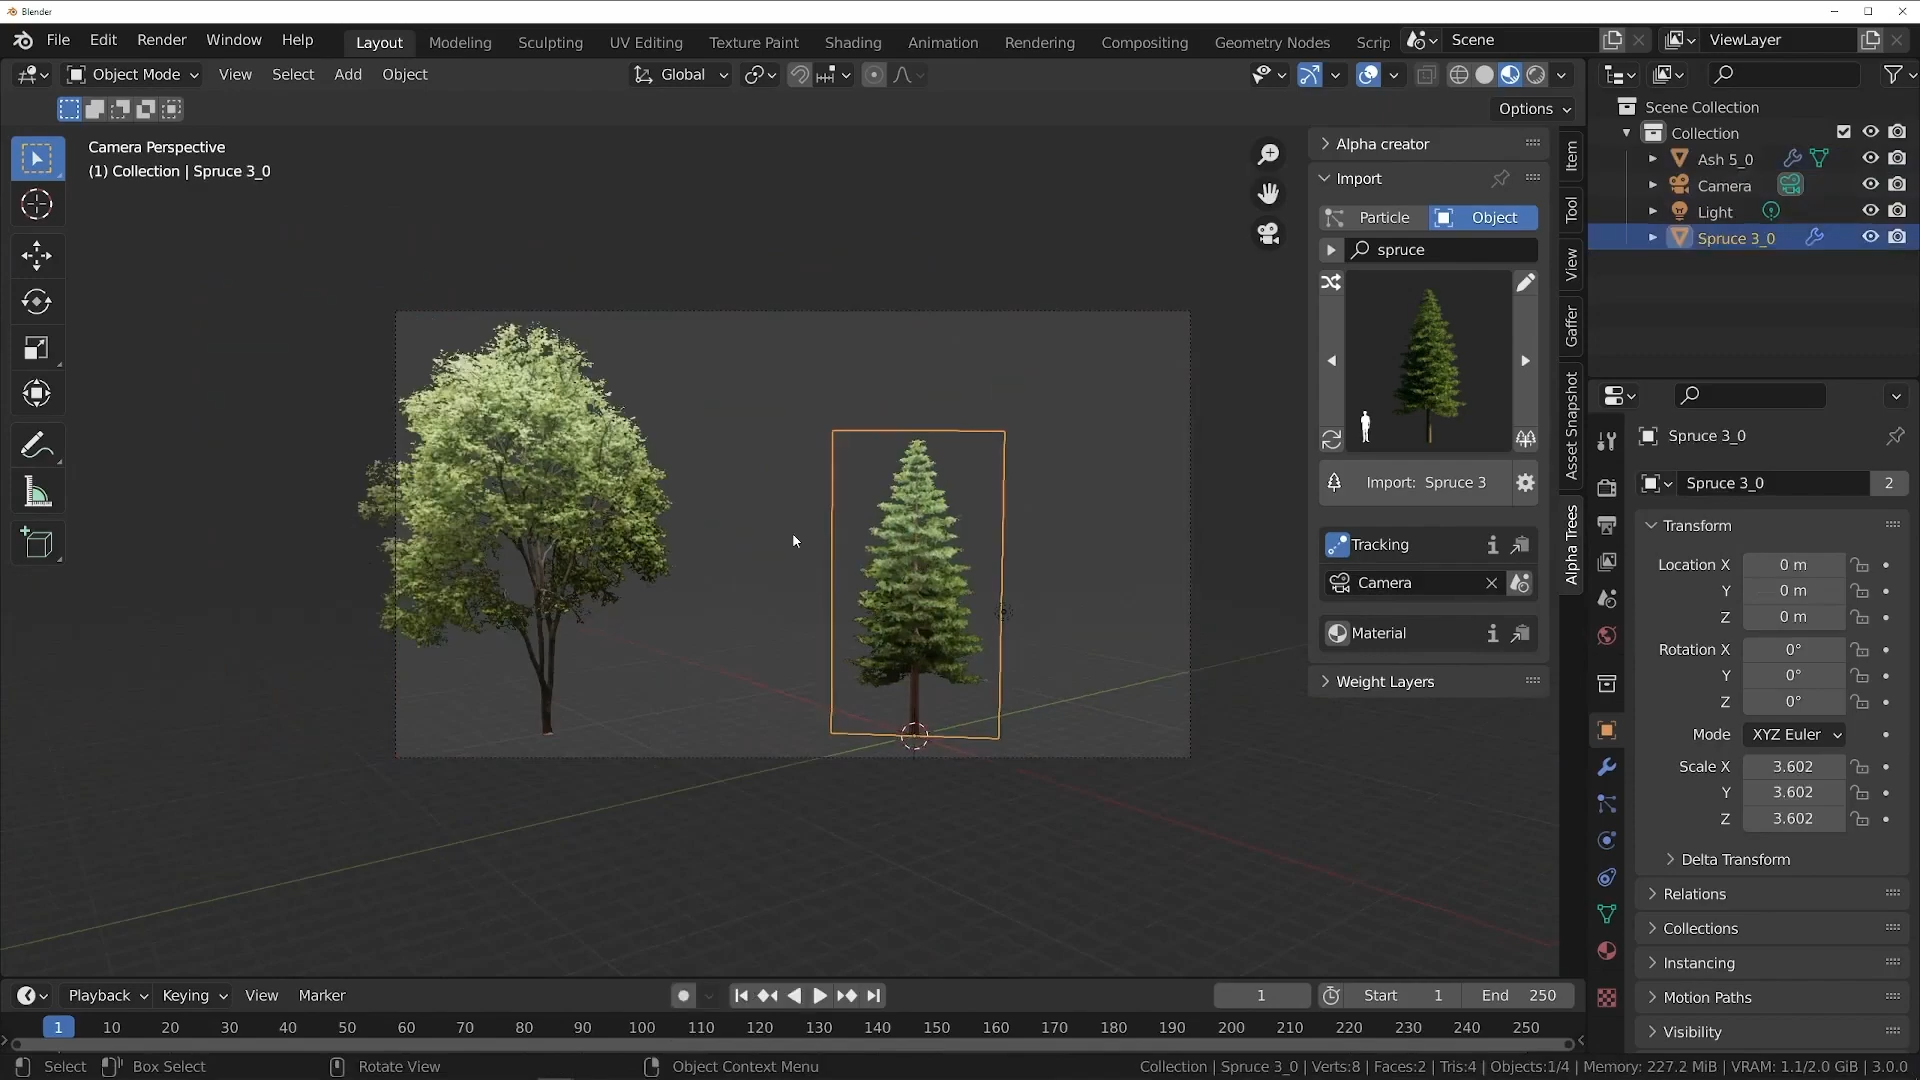 Blender
File Edit Render Window Help Layout Modeling Sculpting UV Editing Texture Paint Shading Animation Rendering Compositing Geometry Nodes Scrip Scene ViewLayer
Object Mode View Select Add Object Global
Options
Camera Perspective
(1) Collection | Spruce 3_0
Alpha creator
Import
Particle Object
spruce
Import: Spruce 3
Tracking
Camera
Material
Weight Layers
Item
Tool
View
Gaffer
Asset Snapshot
Alpha Trees
Scene Collection
Collection
Ash 5_0
Camera
Light
Spruce 3_0
Spruce 3_0
Spruce 3_0 2
Transform
Location X 0 m
Y 0 m
Z 0 m
Rotation X 0°
Y 0°
Z 0°
Mode XYZ Euler
Scale X 3.602
Y 3.602
Z 3.602
Delta Transform
Relations
Collections
Instancing
Motion Paths
Visibility
Playback Keying View Marker 1 Start 1 End 250
1 10 20 30 40 50 60 70 80 90 100 110 120 130 140 150 160 170 180 190 200 210 220 230 240 250
Select Box Select Rotate View Object Context Menu Collection | Spruce 3_0 | Verts:8 | Faces:2 | Tris:4 | Objects:1/4 | Memory: 227.2 MiB | VRAM: 1.1/2.0 GiB | 3.0.0